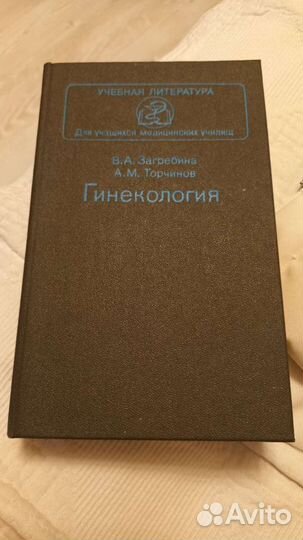 УЧЕБНАЯ ЛИТЕРАТУРА
Для учащихся медицинских училищ
В.А. Загребина
А.М. Торчинов
Гинекология
Avito